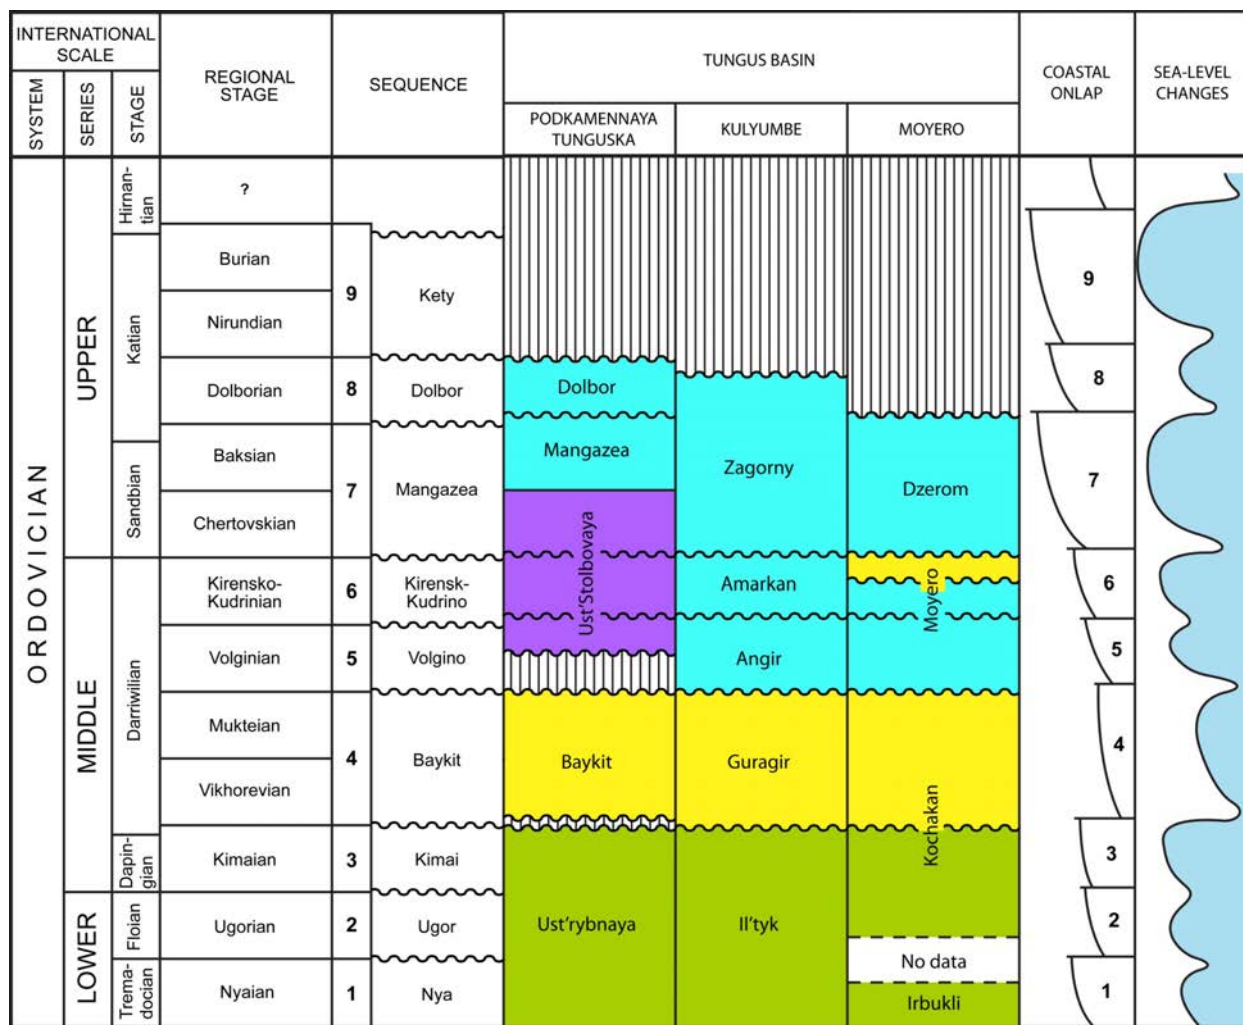 INTERNATIONAL
SCALE
SYSTEM
SERIES
STAGE
REGIONAL
STAGE
SEQUENCE
TUNGUS BASIN
PODKAMENNAYA
TUNGUSKA
KULYUMBE
MOYERO
COASTAL
ONLAP
SEA-LEVEL
CHANGES
ORDOVICIAN
UPPER
MIDDLE
LOWER
Hirnan-
tian
Katian
Sandbian
Darriwilian
Dapin-
gian
Floian
Trema-
docian
?
Burian
Nirundian
Dolborian
Baksian
Chertovskian
Kirensko-
Kudrinian
Volginian
Mukteian
Vikhorevian
Kimaian
Ugorian
Nyaian
9
8
7
6
5
4
3
2
1
Kety
Dolbor
Mangazea
Kirensk-
Kudrino
Volgino
Baykit
Kimai
Ugor
Nya
Dolbor
Mangazea
Ust'Stolbovaya
Baykit
Ust'rybnaya
Zagorny
Amarkan
Angir
Guragir
Il'tyk
Dzerom
Moyero
Kochakan
No data
Irbukli
9
8
7
6
5
4
3
2
1